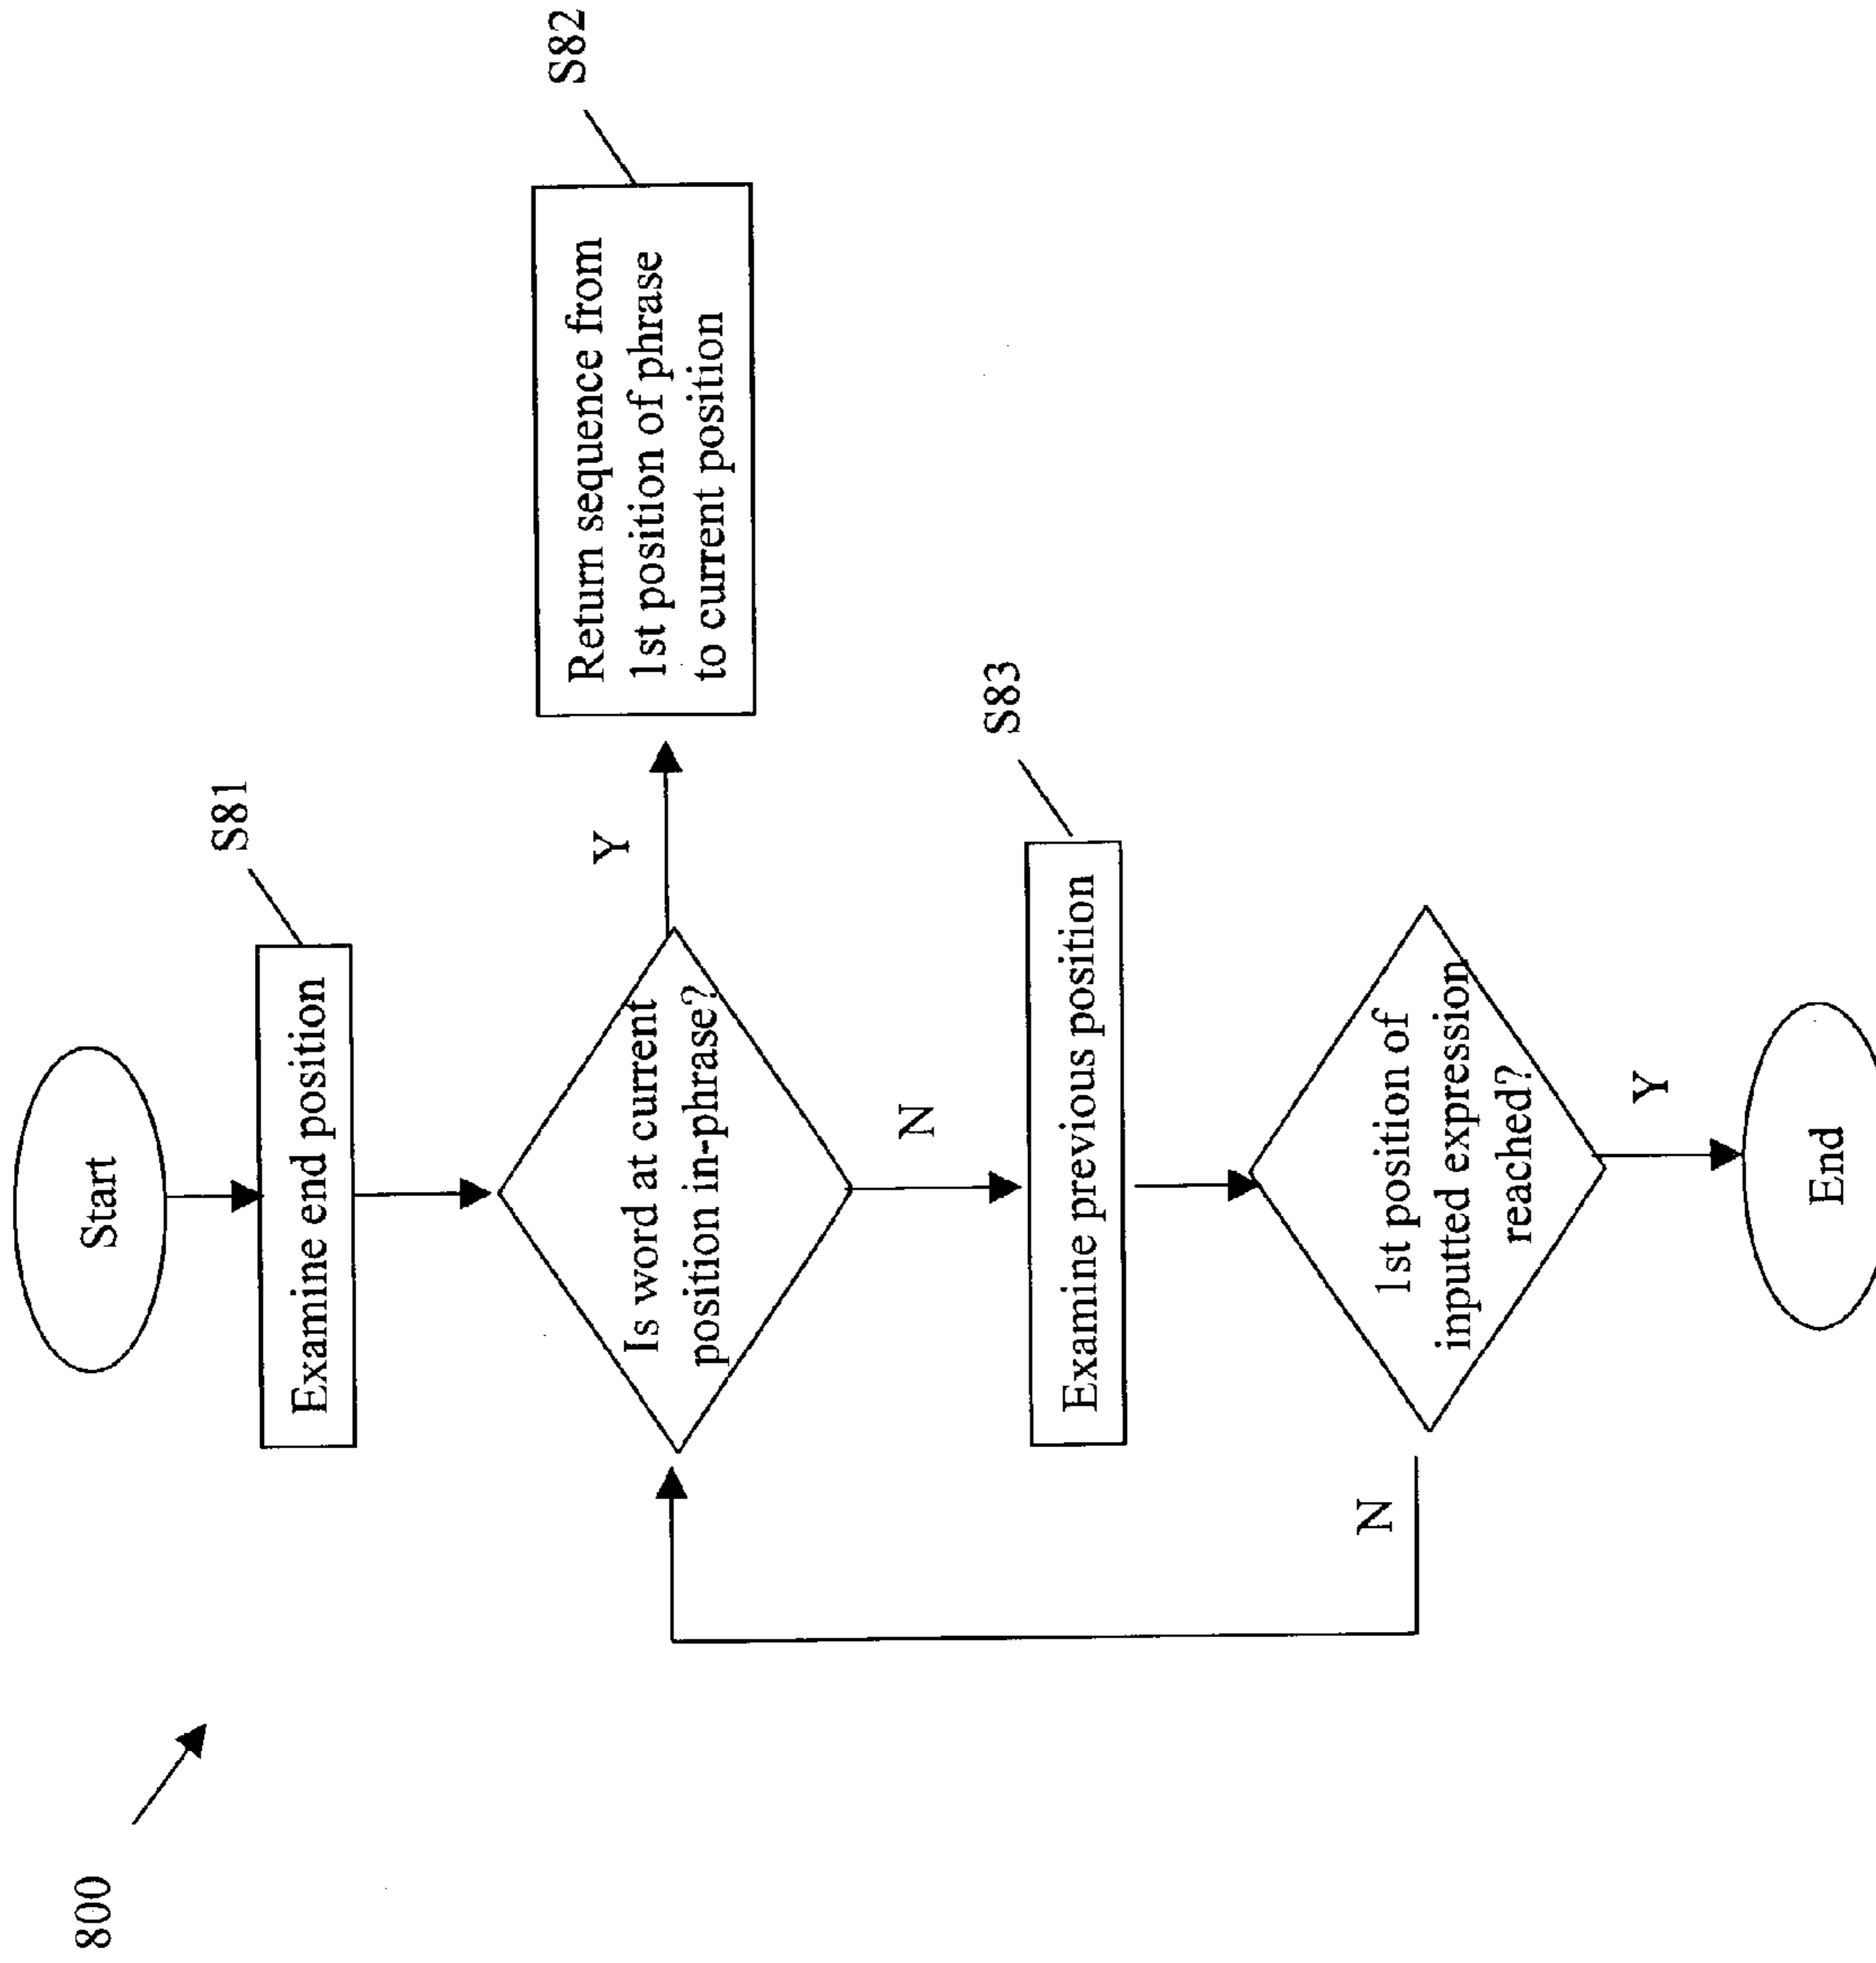 800
Start
S81
Examine end position
Is word at current
position in-phrase?
Y
S82
Return sequence from
1st position of phrase
to current position
N
S83
Examine previous position
1st position of
inputted expression
reached?
N
Y
End